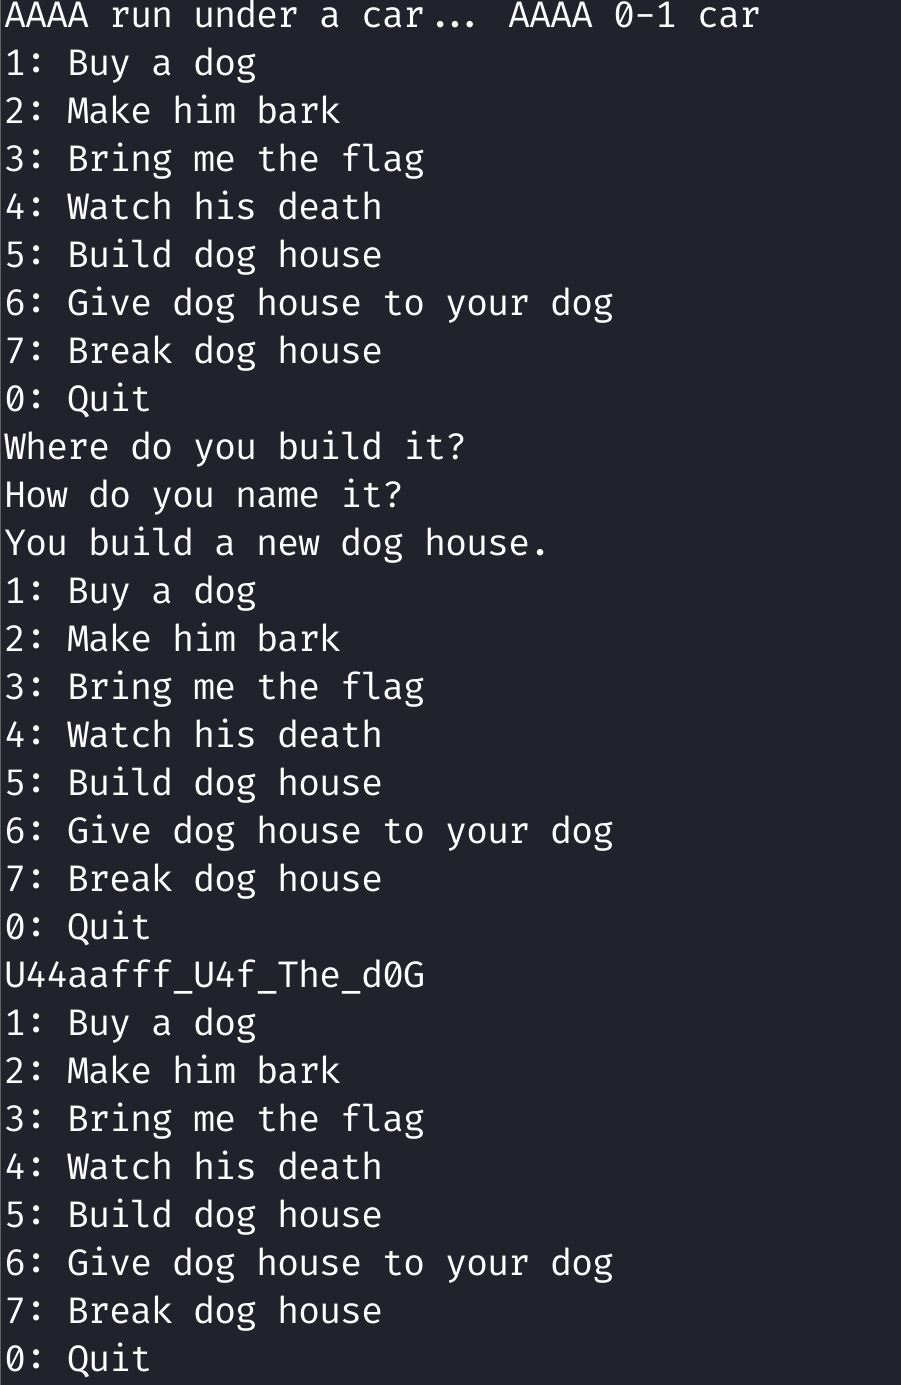 AAAA run under a car... AAAA 0-1 car
1: Buy a dog
2: Make him bark
3: Bring me the flag
4: Watch his death
5: Build dog house
6: Give dog house to your dog
7: Break dog house
0: Quit
Where do you build it?
How do you name it?
You build a new dog house.
1: Buy a dog
2: Make him bark
3: Bring me the flag
4: Watch his death
5: Build dog house
6: Give dog house to your dog
7: Break dog house
0: Quit
U44aafff_U4f_The_d0G
1: Buy a dog
2: Make him bark
3: Bring me the flag
4: Watch his death
5: Build dog house
6: Give dog house to your dog
7: Break dog house
0: Quit